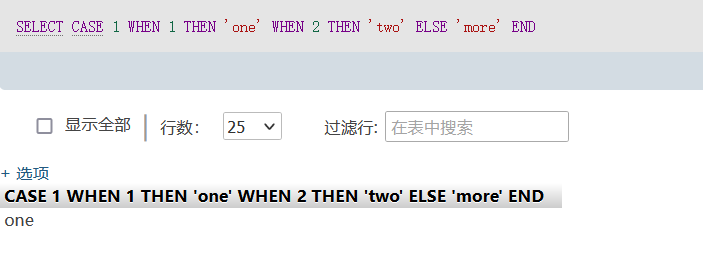 SELECT CASE 1 WHEN 1 THEN 'one' WHEN 2 THEN 'two' ELSE 'more' END
显示全部 | 行数： 25 过滤行: 在表中搜索
+ 选项
CASE 1 WHEN 1 THEN 'one' WHEN 2 THEN 'two' ELSE 'more' END
one